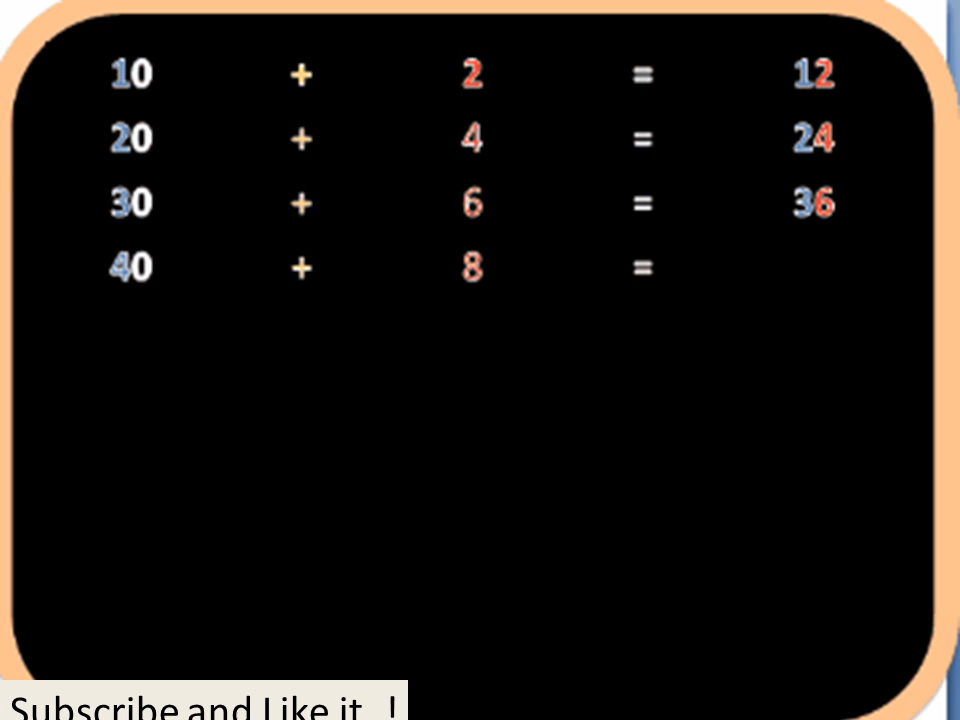 10 + 2 = 12
20 + 4 = 24
30 + 6 = 36
40 + 8 =
Subscribe and Like it !